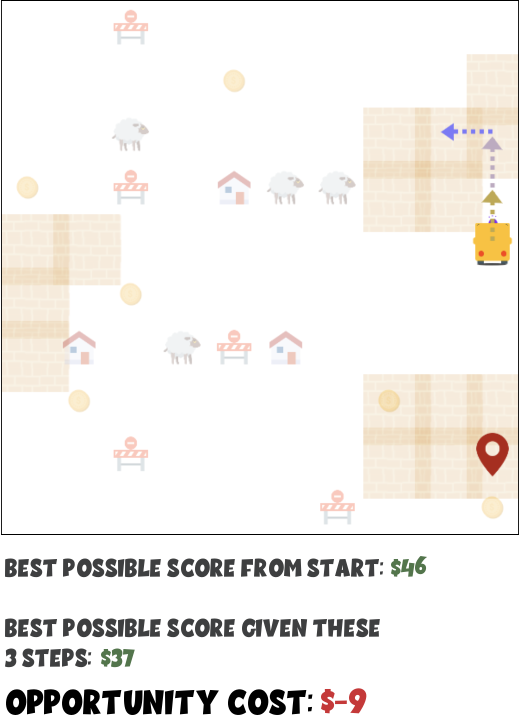 BEST POSSIBLE SCORE FROM START: $46
BEST POSSIBLE SCORE GIVEN THESE
3 STEPS: $37
OPPORTUNITY COST: $-9